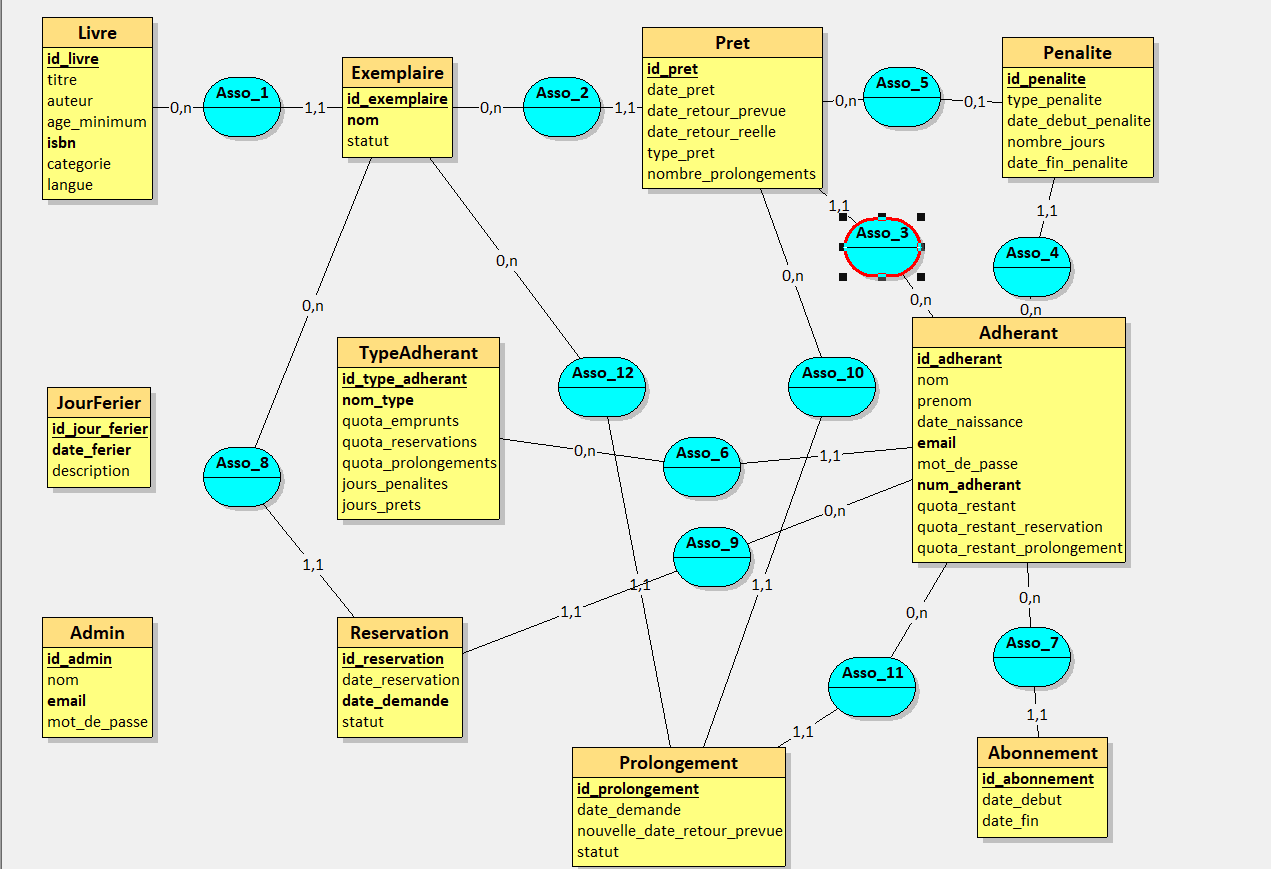 Livre
id_livre
titre
auteur
age_minimum
isbn
categorie
langue
0,n
Asso_1
1,1
Exemplaire
id_exemplaire
nom
statut
0,n
Asso_2
1,1
Pret
id_pret
date_pret
date_retour_prevue
date_retour_reelle
type_pret
nombre_prolongements
0,n
Asso_5
0,1
Penalite
id_penalite
type_penalite
date_debut_penalite
nombre_jours
date_fin_penalite
1,1
Asso_3
0,n
1,1
Asso_4
0,n
0,n
0,n
0,n
Asso_12
Asso_10
TypeAdherant
id_type_adherant
nom_type
quota_emprunts
quota_reservations
quota_prolongements
jours_penalites
jours_prets
0,n
Asso_6
1,1
Adherant
id_adherant
nom
prenom
date_naissance
email
mot_de_passe
num_adherant
quota_restant
quota_restant_reservation
quota_restant_prolongement
JourFerier
id_jour_ferier
date_ferier
description
Asso_8
1,1
Asso_9
0,n
1,1
1,1
1,1
0,n
0,n
Asso_11
1,1
Asso_7
1,1
Admin
id_admin
nom
email
mot_de_passe
Reservation
id_reservation
date_reservation
date_demande
statut
Prolongement
id_prolongement
date_demande
nouvelle_date_retour_prevue
statut
Abonnement
id_abonnement
date_debut
date_fin